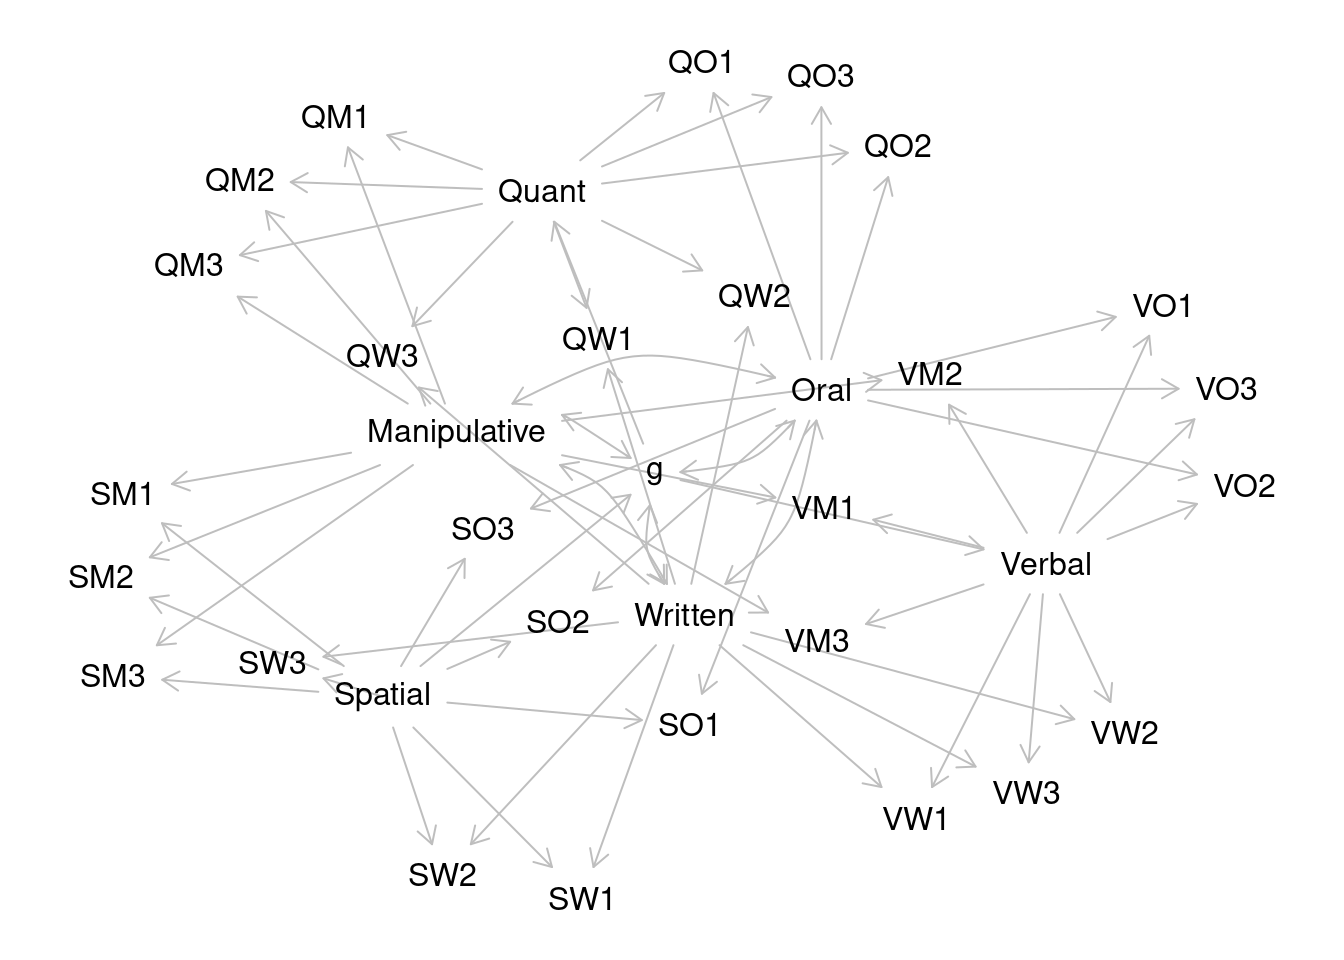 QO1
QO3
QM1
QO2
QM2
Quant
QM3
QW2
VO1
QW1
QW3
VM2
Oral
VO3
Manipulative
g
SM1
VO2
VM1
SO3
Verbal
SM2
Written
SO2
VM3
SW3
SM3
Spatial
SO1
VW2
VW3
VW1
SW2
SW1